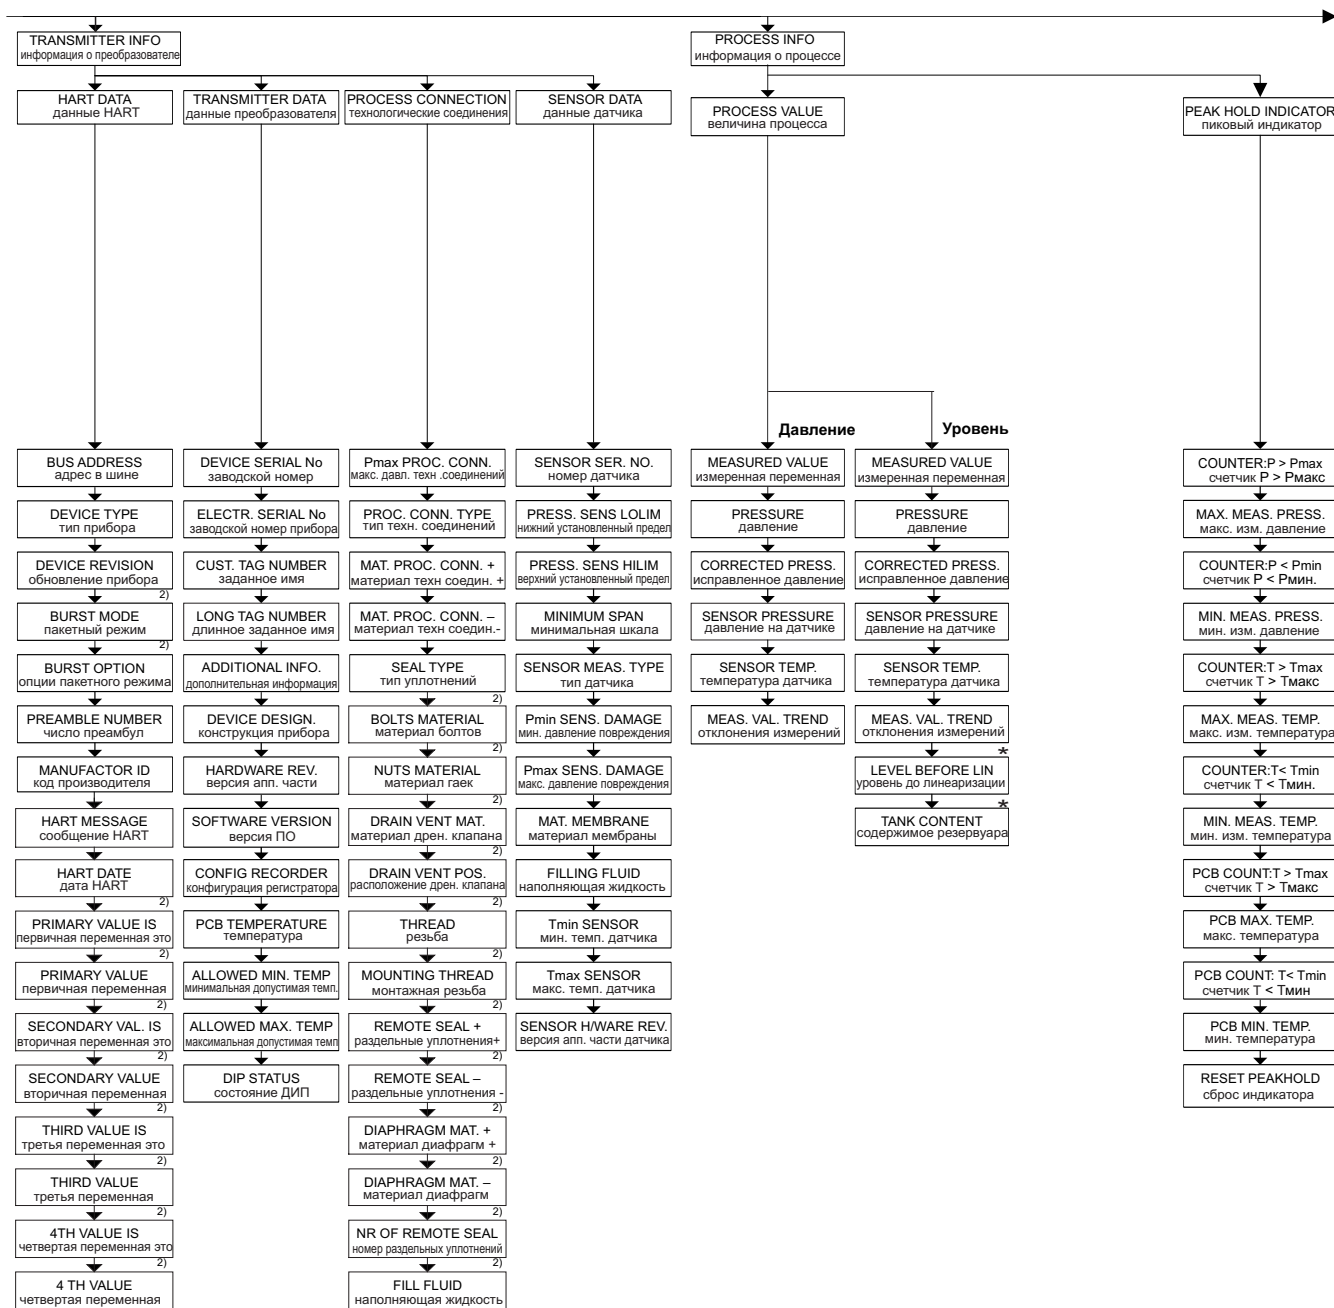 TRANSMITTER INFO
информация о преобразователе
PROCESS INFO
информация о процессе
HART DATA
данные HART
TRANSMITTER DATA
данные преобразователя
PROCESS CONNECTION
технологические соединения
SENSOR DATA
данные датчика
PROCESS VALUE
величина процесса
PEAK HOLD INDICATOR
пиковый индикатор
BUS ADDRESS
адрес в шине
DEVICE TYPE
тип прибора
DEVICE REVISION
обновление прибора
2)
BURST MODE
пакетный режим
2)
BURST OPTION
опции пакетного режима
PREAMBLE NUMBER
число преамбул
MANUFACTOR ID
код производителя
HART MESSAGE
сообщение HART
HART DATE
дата HART
2)
PRIMARY VALUE IS
первичная переменная это
2)
PRIMARY VALUE
первичная переменная
2)
SECONDARY VAL. IS
вторичная переменная это
2)
SECONDARY VALUE
вторичная переменная
2)
THIRD VALUE IS
третья переменная это
2)
THIRD VALUE
третья переменная
2)
4TH VALUE IS
четвертая переменная это
2)
4 TH VALUE
четвертая переменная
DEVICE SERIAL No
заводской номер
ELECTR. SERIAL No
заводской номер прибора
CUST. TAG NUMBER
заданное имя
LONG TAG NUMBER
длинное заданное имя
ADDITIONAL INFO.
дополнительная информация
DEVICE DESIGN.
конструкция прибора
HARDWARE REV.
версия апп. части
SOFTWARE VERSION
версия ПО
CONFIG RECORDER
конфигурация регистратора
PCB TEMPERATURE
температура
ALLOWED MIN. TEMP
минимальная допустимая темп.
ALLOWED MAX. TEMP
максимальная допустимая темп
DIP STATUS
состояние ДИП
Pmax PROC. CONN.
макс. давл. техн .соединений
PROC. CONN. TYPE
тип техн. соединений
MAT. PROC. CONN. +
материал техн соедин. +
MAT. PROC. CONN. –
материал техн соедин.-
SEAL TYPE
тип уплотнений
2)
BOLTS MATERIAL
материал болтов
2)
NUTS MATERIAL
материал гаек
2)
DRAIN VENT MAT.
материал дрен. клапана
2)
DRAIN VENT POS.
расположение дрен. клапана
2)
THREAD
резьба
2)
MOUNTING THREAD
монтажная резьба
2)
REMOTE SEAL +
раздельные уплотнения+
2)
REMOTE SEAL –
раздельные уплотнения -
2)
DIAPHRAGM MAT. +
материал диафрагм +
2)
DIAPHRAGM MAT. –
материал диафрагм
2)
NR OF REMOTE SEAL
номер раздельных уплотнений
2)
FILL FLUID
наполняющая жидкость
SENSOR SER. NO.
номер датчика
PRESS. SENS LOLIM
нижний установленный предел
PRESS. SENS HILIM
верхний установленный предел
MINIMUM SPAN
минимальная шкала
SENSOR MEAS. TYPE
тип датчика
Pmin SENS. DAMAGE
мин. давление повреждения
Pmax SENS. DAMAGE
макс. давление повреждения
MAT. MEMBRANE
материал мембраны
FILLING FLUID
наполняющая жидкость
Tmin SENSOR
мин. темп. датчика
Tmax SENSOR
макс. темп. датчика
SENSOR H/WARE REV.
версия апп. части датчика
Давление
MEASURED VALUE
измеренная переменная
PRESSURE
давление
CORRECTED PRESS.
исправленное давление
SENSOR PRESSURE
давление на датчике
SENSOR TEMP.
температура датчика
MEAS. VAL. TREND
отклонения измерений
Уровень
MEASURED VALUE
измеренная переменная
PRESSURE
давление
CORRECTED PRESS.
исправленное давление
SENSOR PRESSURE
давление на датчике
SENSOR TEMP.
температура датчика
MEAS. VAL. TREND
отклонения измерений
*
LEVEL BEFORE LIN
уровень до линеаризации
*
TANK CONTENT
содержимое резервуара
COUNTER:P > Pmax
счетчик P > Pмакс
MAX. MEAS. PRESS.
макс. изм. давление
COUNTER:P < Pmin
счетчик P < Pмин.
MIN. MEAS. PRESS.
мин. изм. давление
COUNTER:T > Tmax
счетчик T > Tмакс
MAX. MEAS. TEMP.
макс. изм. температура
COUNTER:T< Tmin
счетчик T < Tмин.
MIN. MEAS. TEMP.
мин. изм. температура
PCB COUNT:T > Tmax
счетчик T > Tмакс
PCB MAX. TEMP.
макс. температура
PCB COUNT: T< Tmin
счетчик T < Tмин
PCB MIN. TEMP.
мин. температура
RESET PEAKHOLD
сброс индикатора